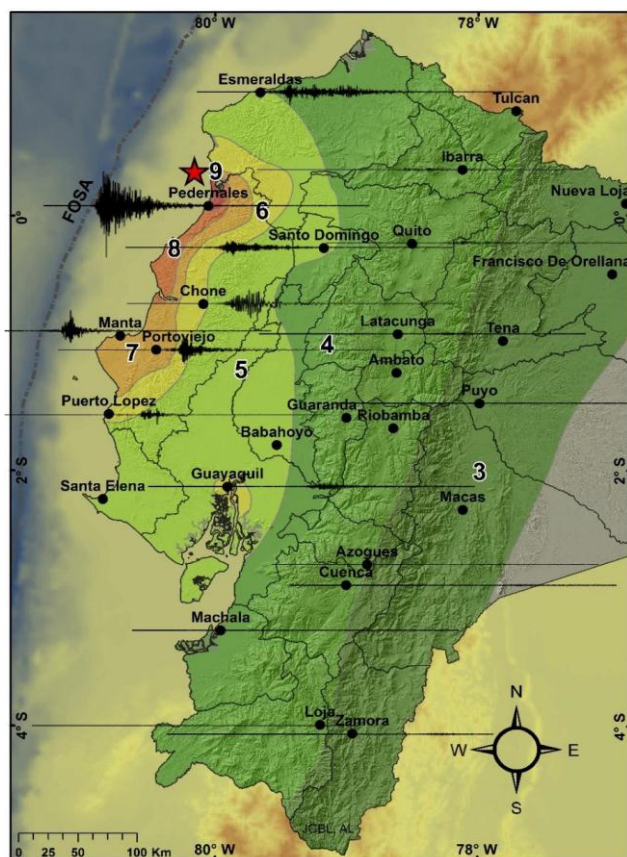 80° W
78° W
Esmeraldas
Tulcan
Ibarra
9
FOSA
Pedernales
Nueva Loja
6
0°
0°
Santo Domingo
Quito
8
Francisco De Orellana
Chone
Manta
Latacunga
Tena
Portoviejo
4
7
5
Ambato
Puerto Lopez
Guaranda
Puyo
Riobamba
Babahoyo
2° S
2° S
Guayaquil
3
Santa Elena
Macas
Azogues
Cuenca
Machala
Loja
Zamora
4° S
4° S
N
W
E
S
JCBL, AL
0
25
50
100 Km
80° W
78° W